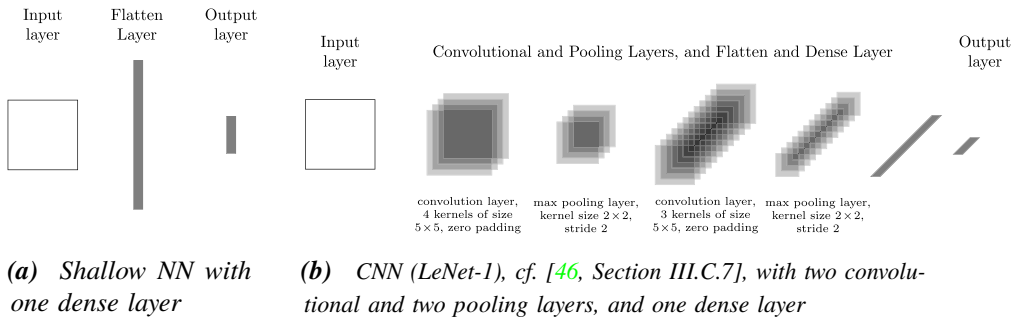 Input
layer
Flatten
Layer
Output
layer
(a) Shallow NN with
one dense layer
Input
layer
Convolutional and Pooling Layers, and Flatten and Dense Layer
Output
layer
convolution layer,
4 kernels of size
5×5, zero padding
max pooling layer,
kernel size 2×2,
stride 2
convolution layer,
3 kernels of size
5×5, zero padding
max pooling layer,
kernel size 2×2,
stride 2
(b) CNN (LeNet-1), cf. [46, Section III.C.7], with two convolu-
tional and two pooling layers, and one dense layer